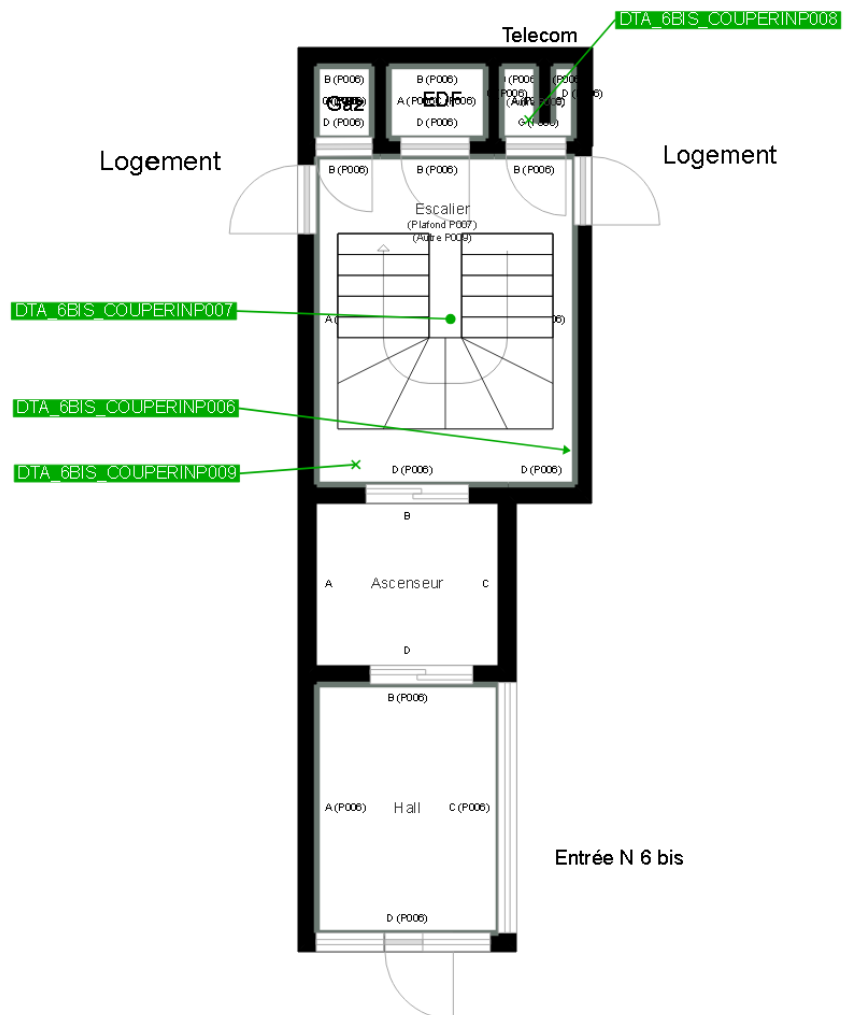 DTA_6BIS_COUPERINP008
Telecom
B (P006)
B (P006)
Gaz
EDF
D (P006)
D (P006)
D (P006)
Logement
Logement
B (P006)
B (P006)
B (P006)
Escalier
(Plafond P007)
(Autre P009)
DTA_6BIS_COUPERINP007
DTA_6BIS_COUPERINP006
DTA_6BIS_COUPERINP009
D (P006)
D (P006)
B
A
Ascenseur
C
D
B (P006)
A (P006)
Hall
C (P006)
Entrée N 6 bis
D (P006)